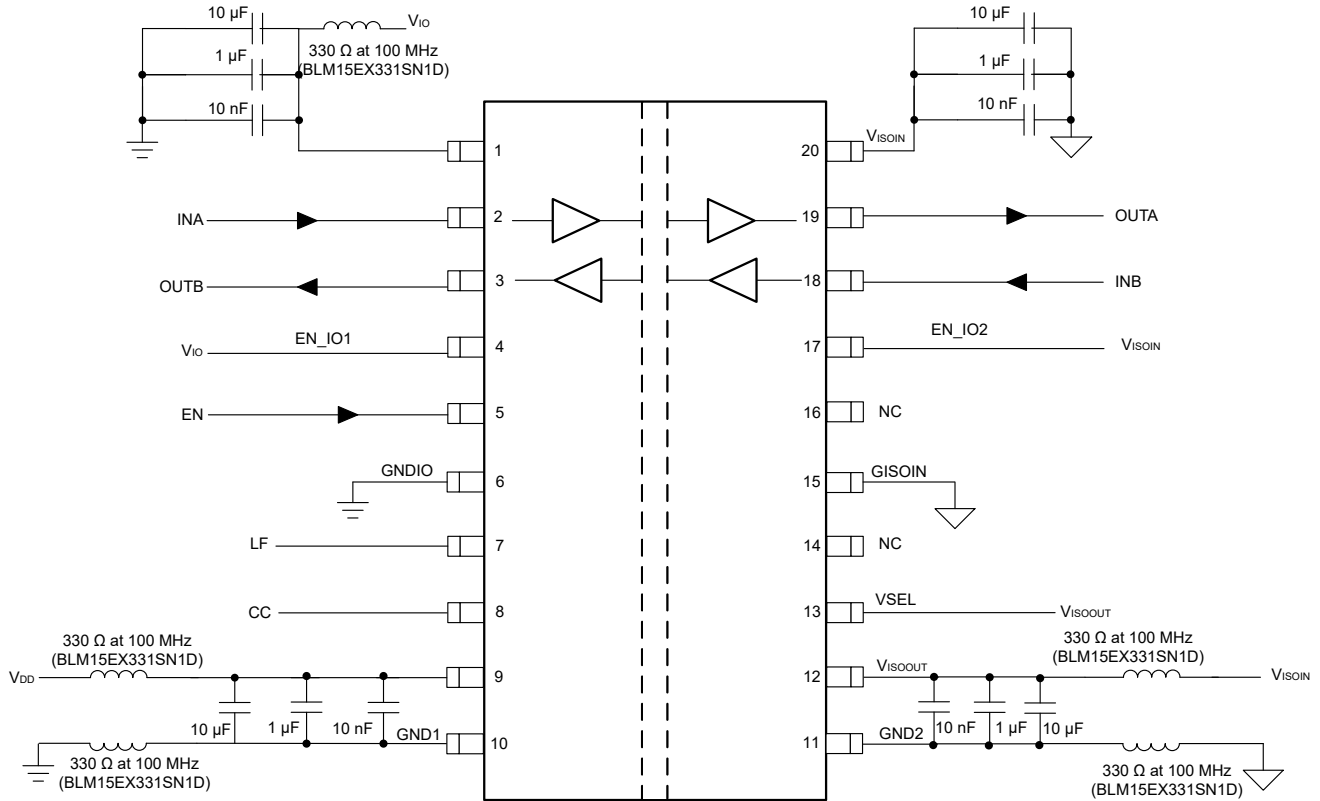 10 µF
VIO
330 Ω at 100 MHz
(BLM15EX331SN1D)
1 µF
10 nF
10 µF
1 µF
10 nF
1
20
VISOIN
INA
2
19
OUTA
OUTB
3
18
INB
VIO
EN_IO1
4
17
EN_IO2
VISOIN
EN
5
16
NC
GNDIO
6
15
GISOIN
LF
7
14
NC
CC
8
13
VSEL
VISOOUT
330 Ω at 100 MHz
(BLM15EX331SN1D)
VDD
9
12
VISOOUT
330 Ω at 100 MHz
(BLM15EX331SN1D)
VISOIN
10 µF
1 µF
10 nF
GND1
10
11
GND2
10 nF
1 µF
10 µF
330 Ω at 100 MHz
(BLM15EX331SN1D)
330 Ω at 100 MHz
(BLM15EX331SN1D)